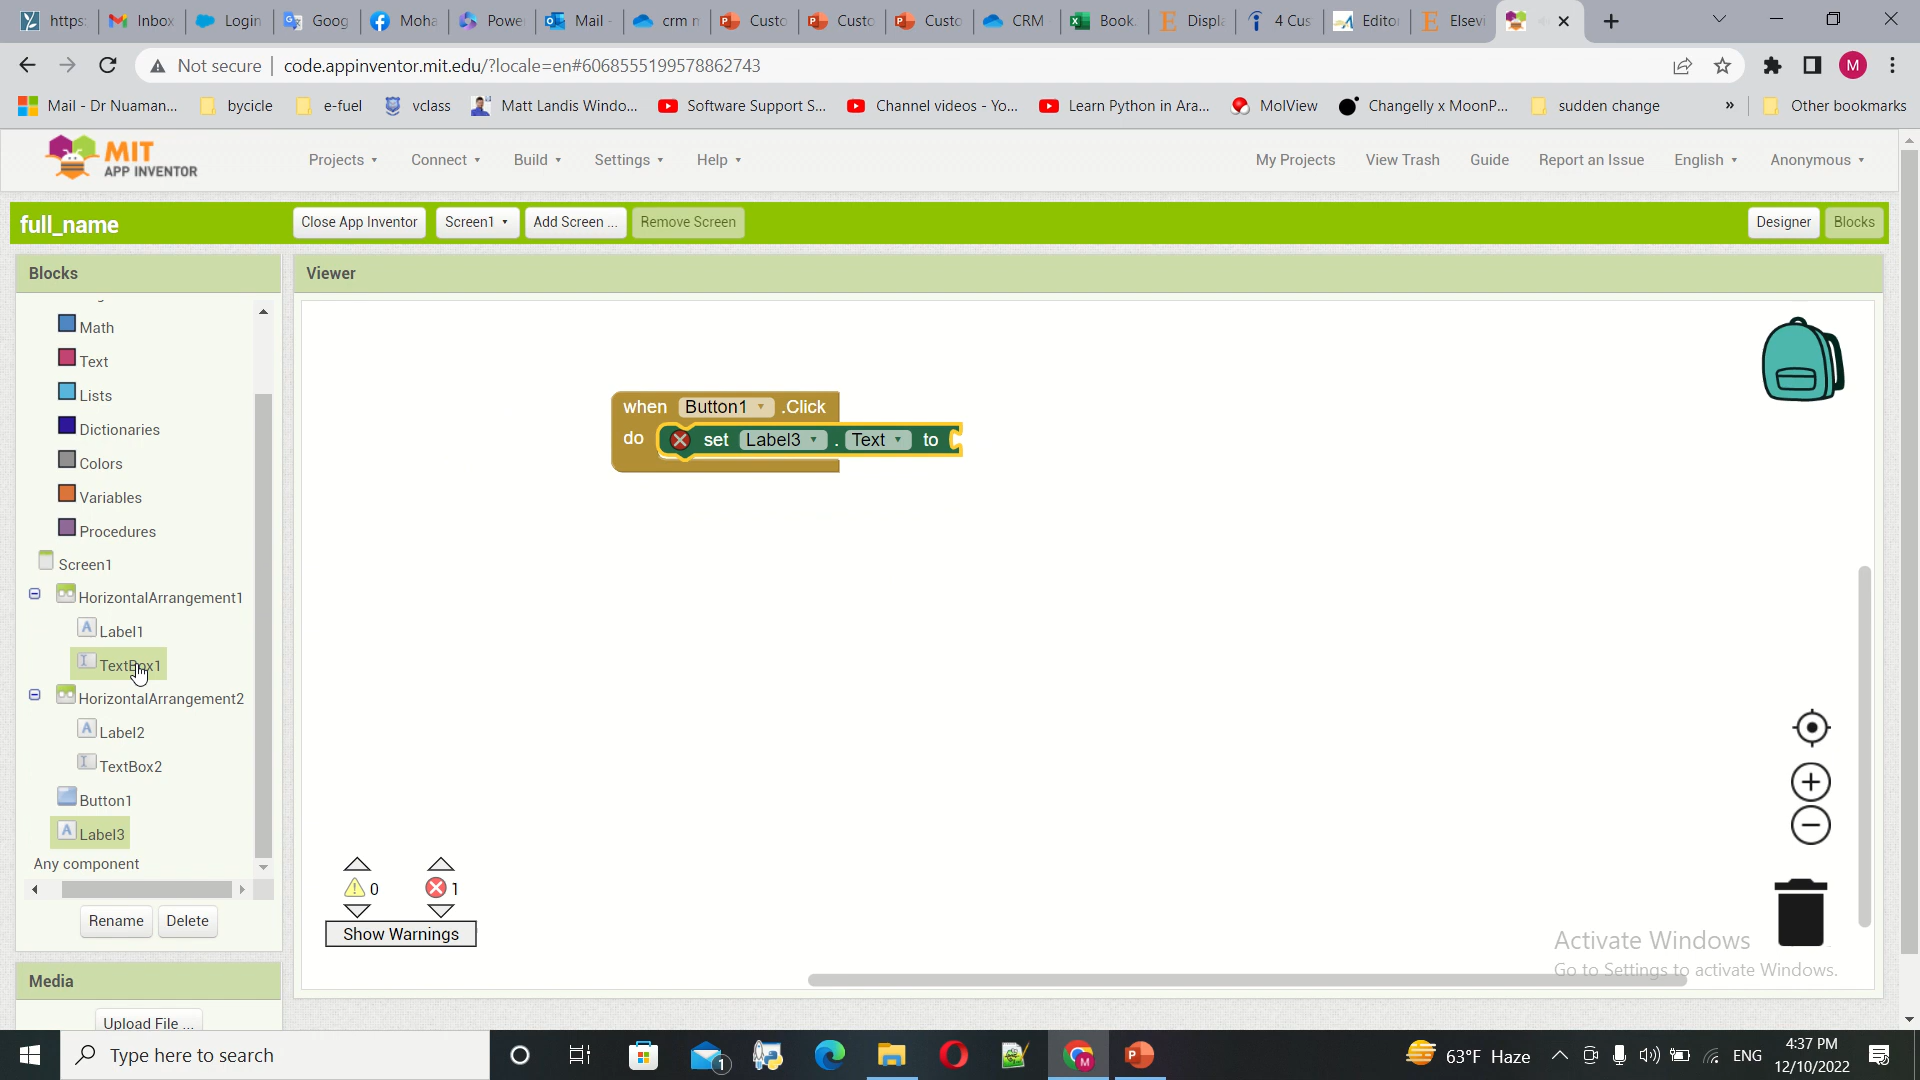 https:
Inbox
Login
Goog
Moha
Powe
Mail -
crm n
Custo
Custo
Custo
CRM
Book.
Displa
4 Cus
Editor
Elsevi
Not secure
code.appinventor.mit.edu/?locale=en#6068555199578862743
M
Mail - Dr Nuaman...
bycicle
e-fuel
vclass
Matt Landis Windo...
Software Support S...
Channel videos - Yo...
Learn Python in Ara...
MolView
Changelly x MoonP...
sudden change
»
Other bookmarks
MIT
APP INVENTOR
Projects
Connect
Build
Settings
Help
My Projects
View Trash
Guide
Report an Issue
English
Anonymous
full_name
Close App Inventor
Screen1
Add Screen ...
Remove Screen
Designer
Blocks
Blocks
Viewer
Math
Text
Lists
Dictionaries
Colors
Variables
Procedures
Screen1
HorizontalArrangement1
Label1
TextBox1
HorizontalArrangement2
Label2
TextBox2
Button1
Label3
Any component
Rename
Delete
Media
Upload File ...
when Button1 .Click
do set Label3 . Text to
0
1
Show Warnings
Activate Windows
Go to Settings to activate Windows.
Type here to search
1
63°F Haze
ENG
4:37 PM
12/10/2022